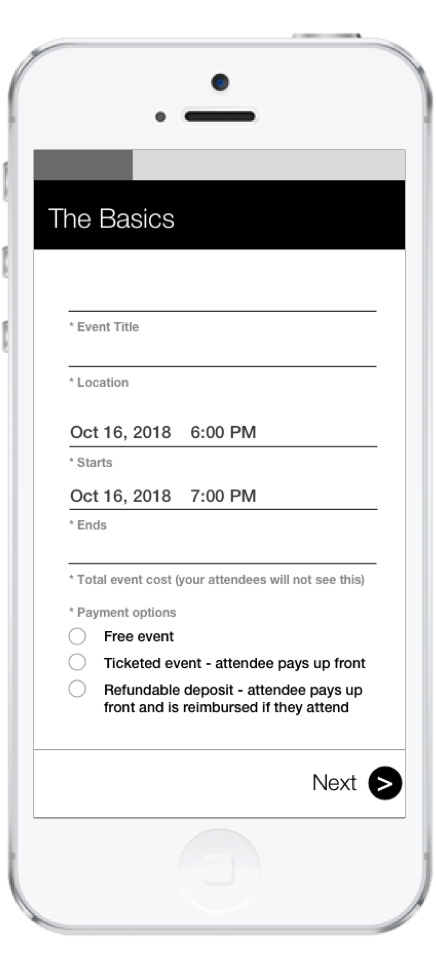 The Basics
* Event Title
* Location
Oct 16, 2018 6:00 PM
* Starts
Oct 16, 2018 7:00 PM
* Ends
* Total event cost (your attendees will not see this)
* Payment options
Free event
Ticketed event - attendee pays up front
Refundable deposit - attendee pays up
front and is reimbursed if they attend
Next >